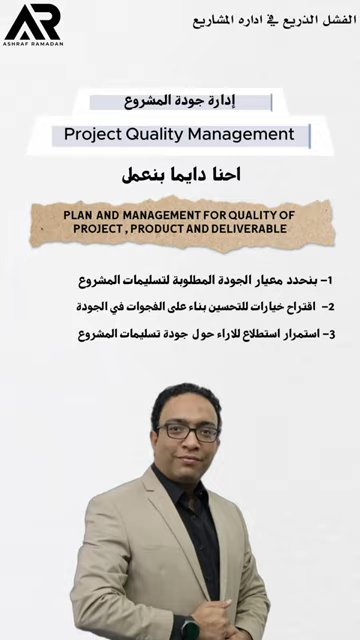 AR
ASHRAF RAMADAN
الفشل الذريع في اداره المشاريع
إدارة جودة المشروع
Project Quality Management
احنا دايما بنعمل
PLAN AND MANAGEMENT FOR QUALITY OF
PROJECT , PRODUCT AND DELIVERABLE
1– بنحدد معيار الجودة المطلوبة لتسليمات المشروع
2– اقتراح خيارات للتحسين بناء على الفجوات في الجودة
3– استمرار استطلاع للاراء حول جودة تسليمات المشروع